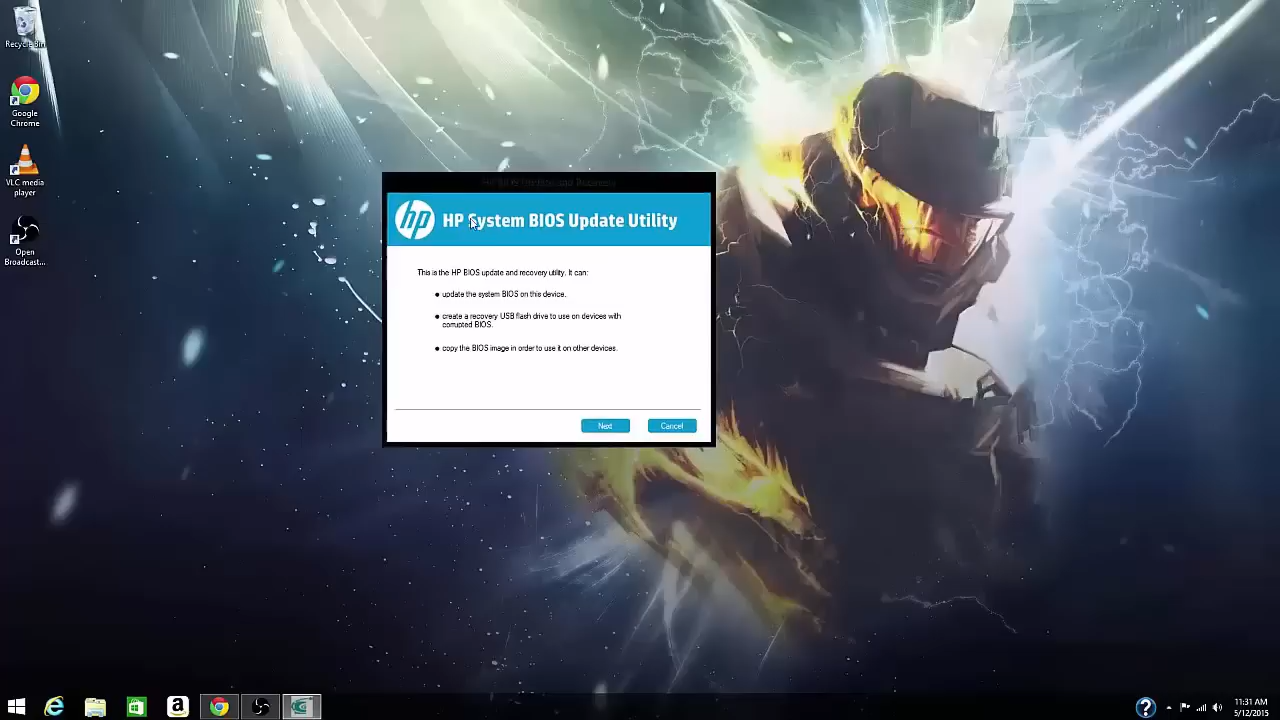 Recycle Bin
Google
Chrome
VLC media
player
Open
Broadcast...
hp
HP System BIOS Update Utility
This is the HP BIOS update and recovery utility. It can:
● update the system BIOS on this device.
● create a recovery USB flash drive to use on devices with
corrupted BIOS.
● copy the BIOS image in order to use it on other devices.
Next
Cancel
11:31 AM
5/12/2015